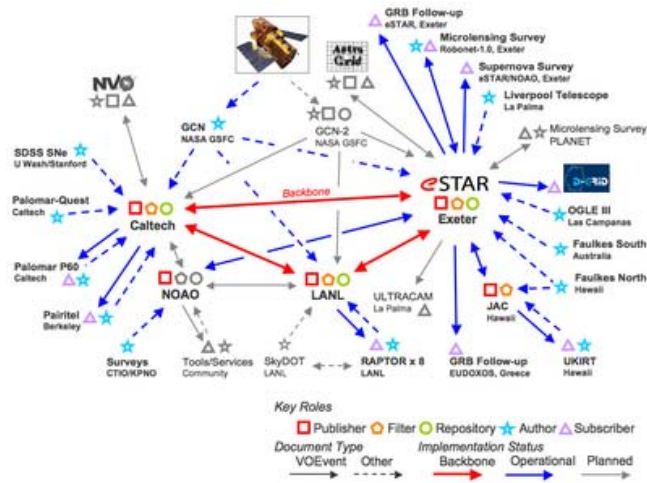 GRB Follow-up
eSTAR, Exeter
Microlensing Survey
Robonet-1.0, Exeter
Supernova Survey
eSTAR/NOAO, Exeter
Astro
Grid
NVO
Liverpool Telescope
La Palma
GCN
NASA GSFC
GCN-2
NASA GSFC
Microlensing Survey
PLANET
SDSS SNe
U Wash/Stanford
eSTAR
D-GRID
Palomar-Quest
Caltech
Backbone
Caltech
Exeter
OGLE III
Las Campanas
Faulkes South
Australia
Palomar P60
Caltech
NOAO
LANL
Faulkes North
Hawaii
ULTRACAM
La Palma
JAC
Hawaii
Pairitel
Berkeley
Surveys
CTIO/KPNO
Tools/Services
Community
SkyDOT
LANL
RAPTOR x 8
LANL
GRB Follow-up
EUDOXOS, Greece
UKIRT
Hawaii
Key Roles
Publisher Filter Repository Author Subscriber
Document Type Implementation Status
VOEvent Other Backbone Operational Planned